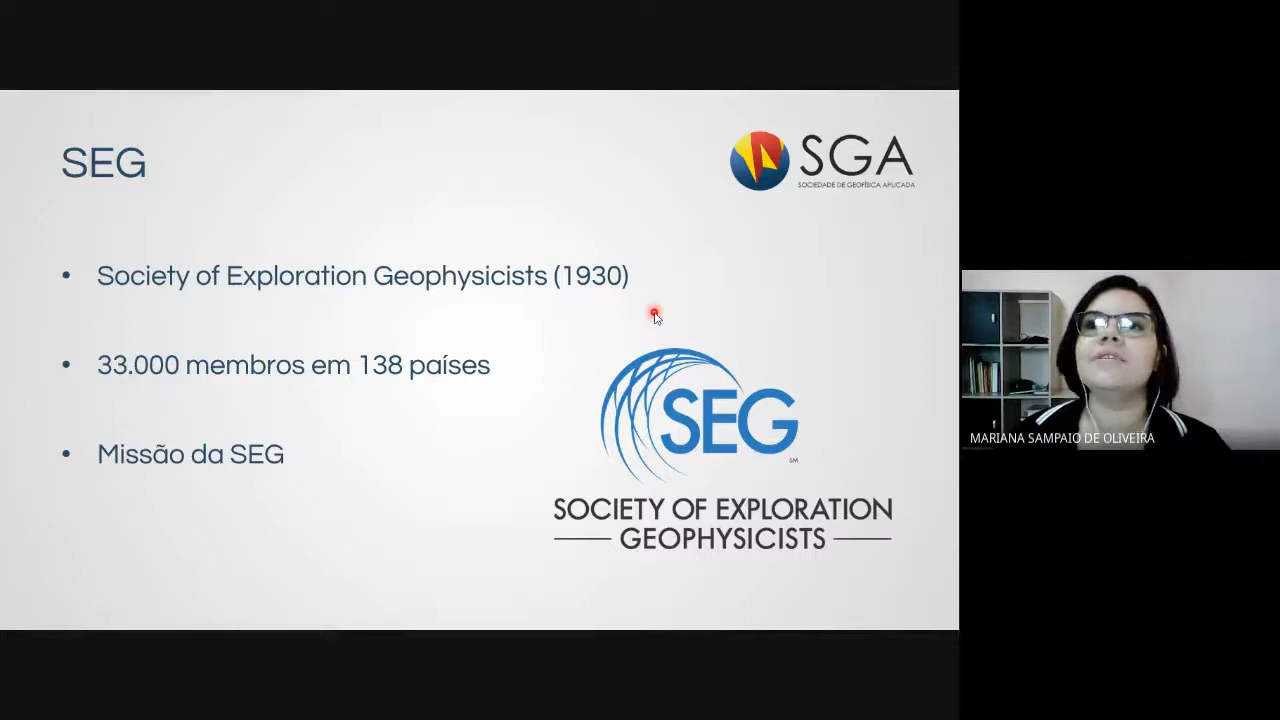 SEG
SGA
SOCIEDADE DE GEOFÍSICA APLICADA
• Society of Exploration Geophysicists (1930)
• 33.000 membros em 138 países
• Missão da SEG
SEG
SM
SOCIETY OF EXPLORATION
GEOPHYSICISTS
MARIANA SAMPAIO DE OLIVEIRA